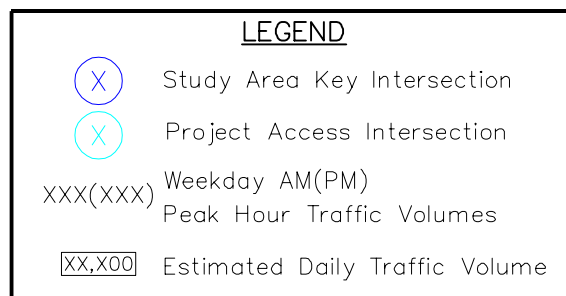 LEGEND
X Study Area Key Intersection
X Project Access Intersection
XXX(XXX) Weekday AM(PM)
Peak Hour Traffic Volumes
XX,X00 Estimated Daily Traffic Volume